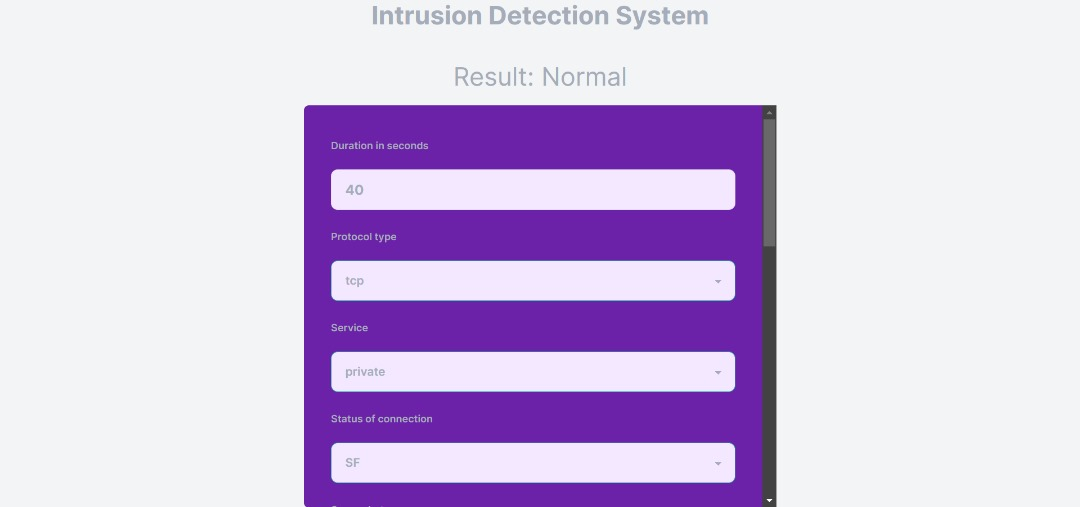 Intrusion Detection System
Result: Normal
Duration in seconds
40
Protocol type
tcp
Service
private
Status of connection
SF